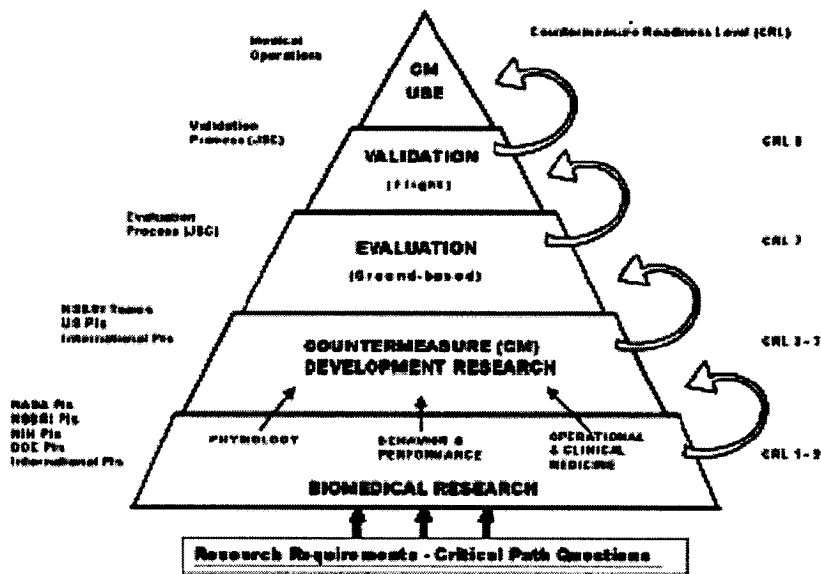 Medical
Operations
Countermeasure Readiness Level (CRL)
CM
USE
Validation
Process (JSC)
VALIDATION
(Flight)
CRL 8
Evaluation
Process (JSC)
EVALUATION
(Ground-based)
CRL 7
US PIs
International PIs
COUNTERMEASURE (CM)
DEVELOPMENT RESEARCH
CRL 3 - 7
NASA PIs
NSBRI PIs
NIH PIs
DOE PIs
International PIs
PHYSIOLOGY
BEHAVIOR &
PERFORMANCE
OPERATIONAL
& CLINICAL
MEDICINE
CRL 1 - 2
BIOMEDICAL RESEARCH
Research Requirements - Critical Path Questions